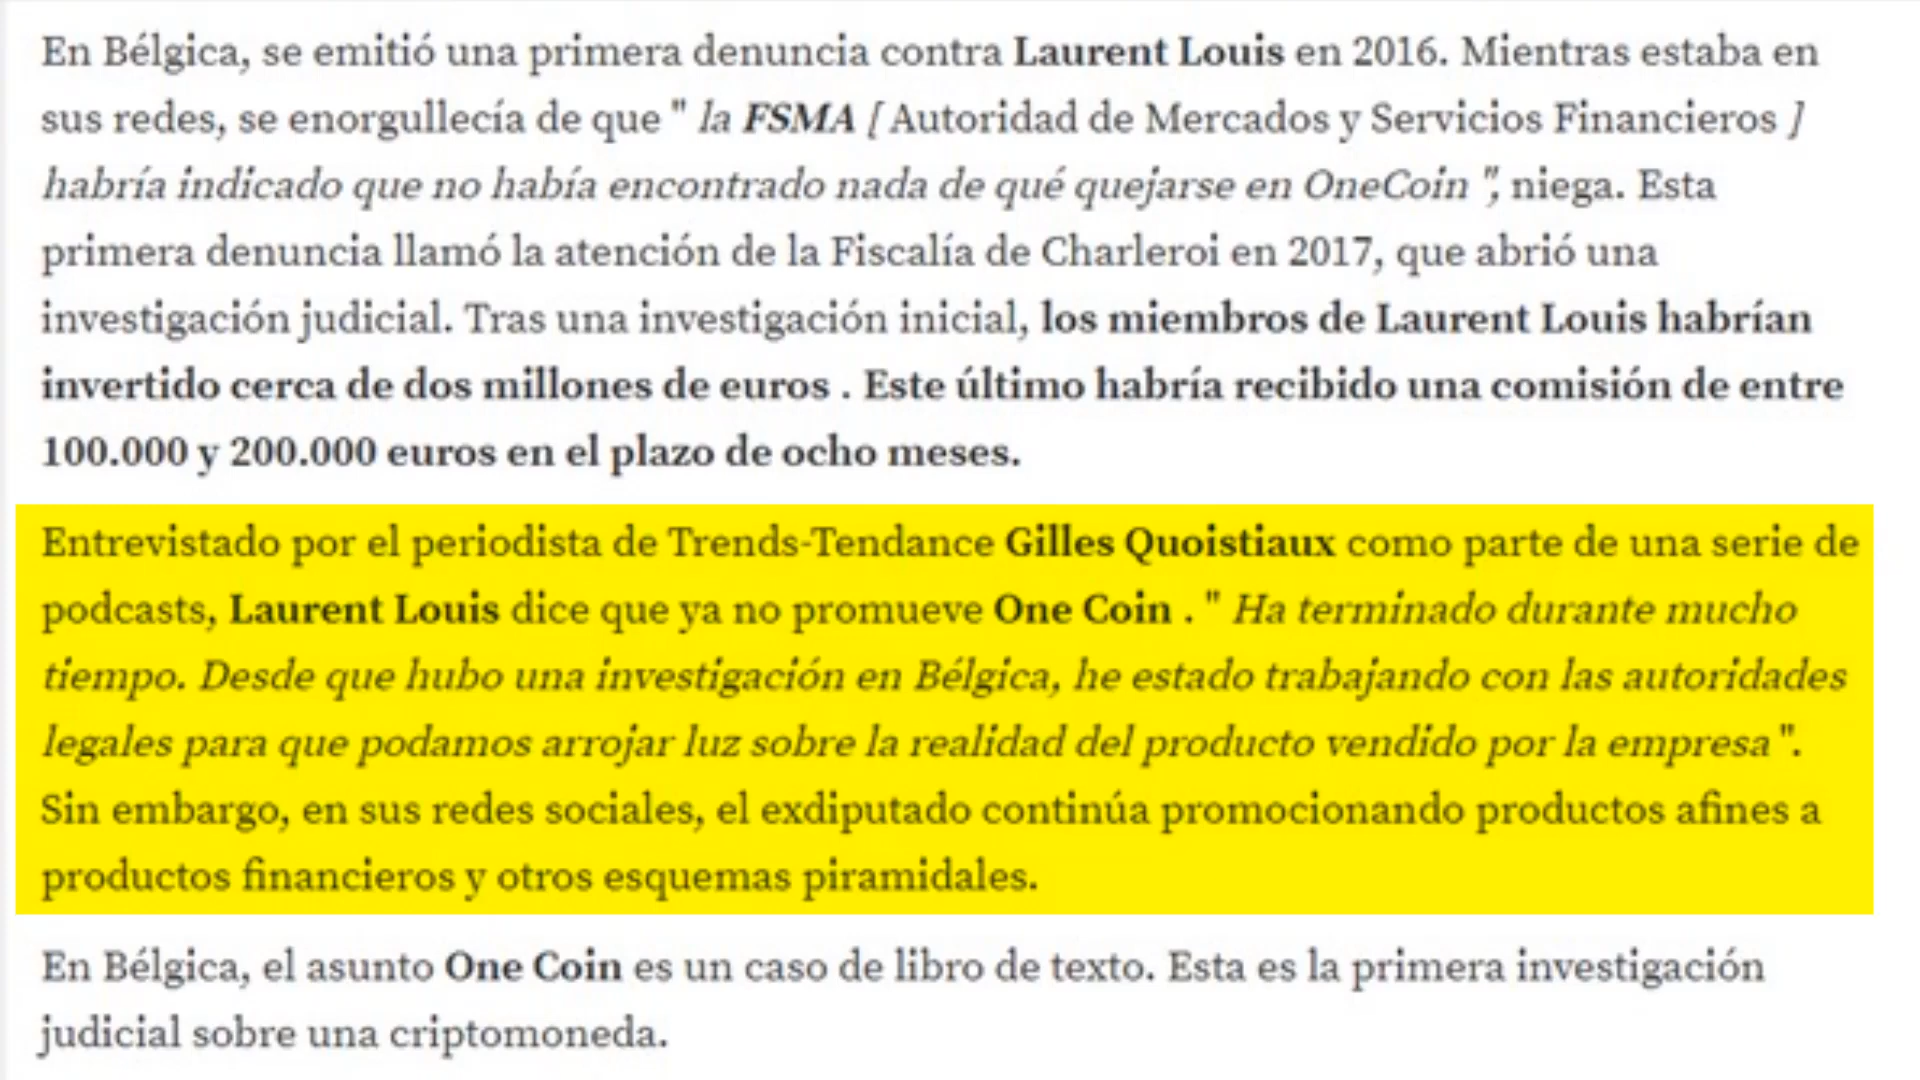 En Bélgica, se emitió una primera denuncia contra Laurent Louis en 2016. Mientras estaba en
sus redes, se enorgullecía de que " la FSMA [ Autoridad de Mercados y Servicios Financieros ]
habría indicado que no había encontrado nada de qué quejarse en OneCoin ", niega. Esta
primera denuncia llamó la atención de la Fiscalía de Charleroi en 2017, que abrió una
investigación judicial. Tras una investigación inicial, los miembros de Laurent Louis habrían
invertido cerca de dos millones de euros . Este último habría recibido una comisión de entre
100.000 y 200.000 euros en el plazo de ocho meses.
Entrevistado por el periodista de Trends-Tendance Gilles Quoistiaux como parte de una serie de
podcasts, Laurent Louis dice que ya no promueve One Coin . " Ha terminado durante mucho
tiempo. Desde que hubo una investigación en Bélgica, he estado trabajando con las autoridades
legales para que podamos arrojar luz sobre la realidad del producto vendido por la empresa ".
Sin embargo, en sus redes sociales, el exdiputado continúa promocionando productos afines a
productos financieros y otros esquemas piramidales.
En Bélgica, el asunto One Coin es un caso de libro de texto. Esta es la primera investigación
judicial sobre una criptomoneda.